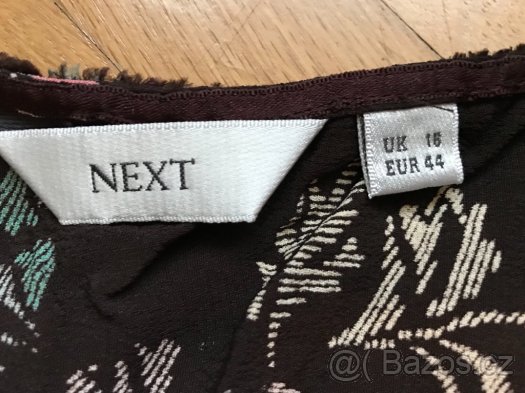 NEXT
UK 16
EUR 44
@( Bazos.cz